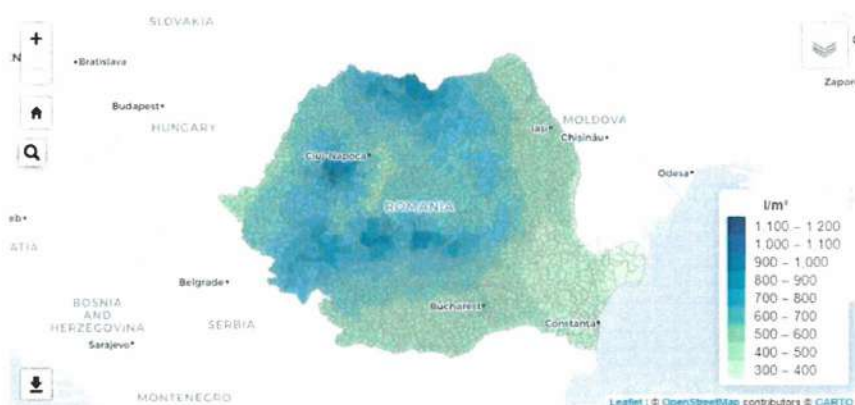 SLOVAKIA
+
Bratislava
Budapest
HUNGARY
MOLDOVA
Iași
Chișinău
Zapor
Cluj-Napoca
Odesa
ROMANIA
eb
ATIA
Belgrade
BOSNIA
AND
HERZEGOVINA
SERBIA
Sarajevo
Bucharest
Constanța
MONTENEGRO
l/m²
1 100 – 1 200
1,000 – 1,100
900 – 1,000
800 – 900
700 – 800
600 – 700
500 – 600
400 – 500
300 – 400
Leaflet | © OpenStreetMap contributors © CARTO